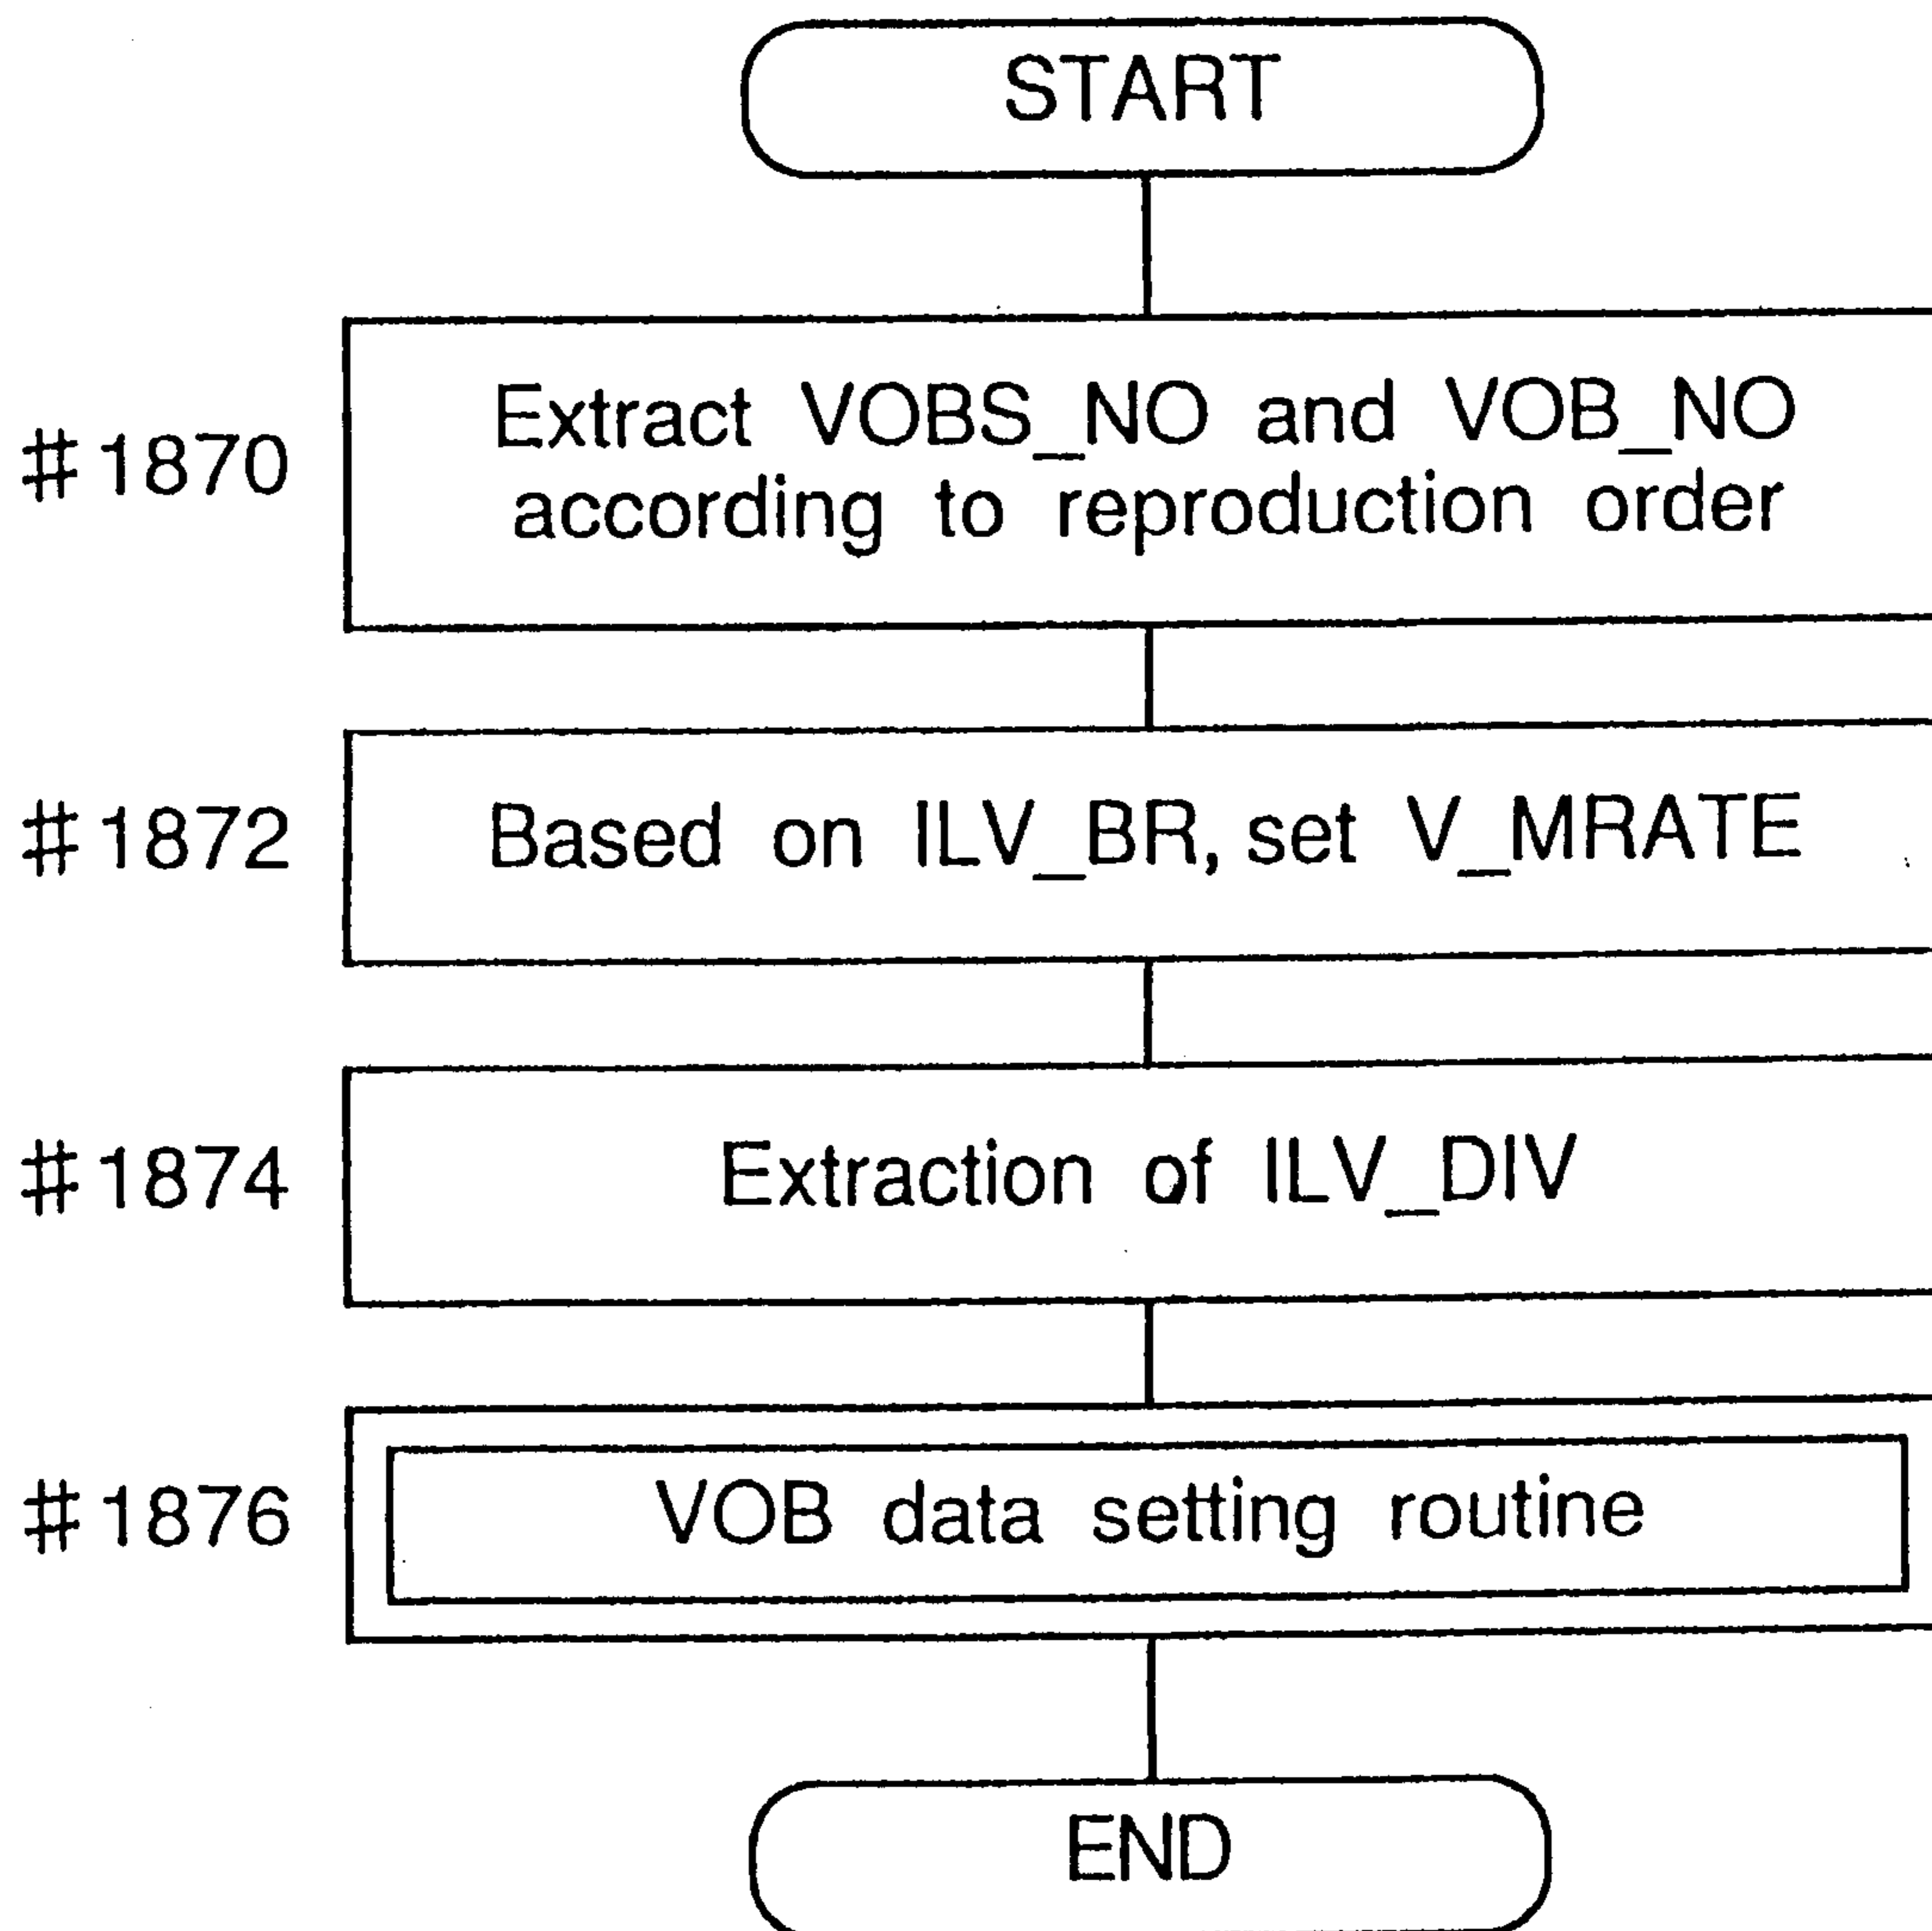 START
#1870
Extract VOBS_NO and VOB_NO
according to reproduction order
#1872
Based on ILV_BR, set V_MRATE
#1874
Extraction of ILV_DIV
#1876
VOB data setting routine
END